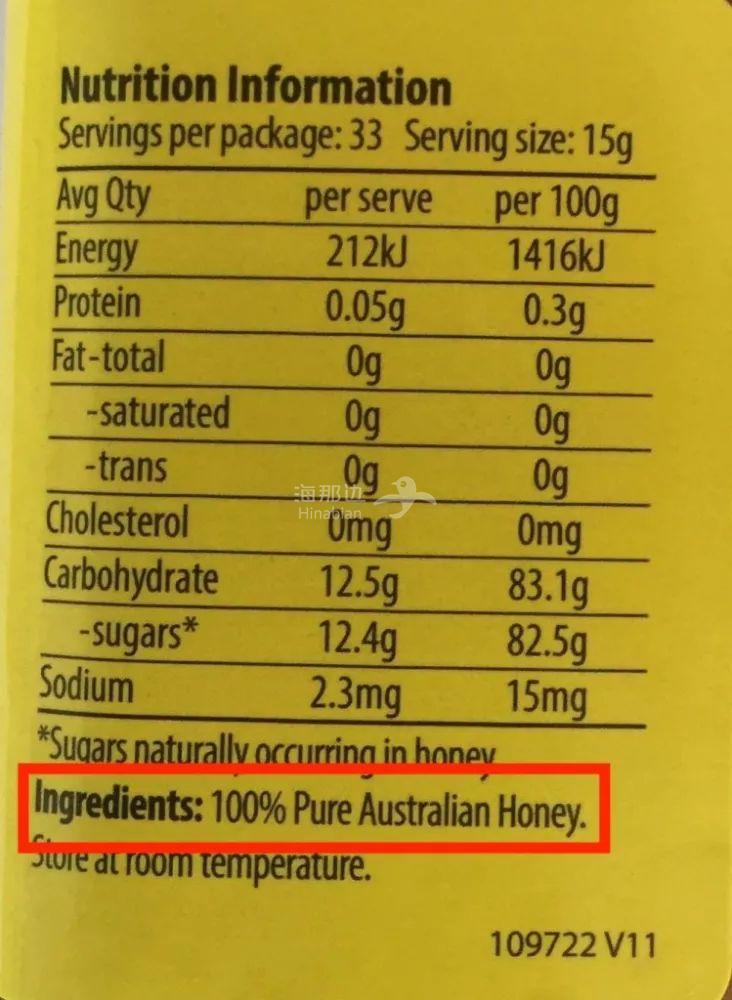 Nutrition Information
Servings per package: 33 Serving size: 15g
Avg Qty per serve per 100g
Energy 212kJ 1416kJ
Protein 0.05g 0.3g
Fat-total 0g 0g
-saturated 0g 0g
-trans 0g 0g
海那边
Hinabian
Cholesterol 0mg 0mg
Carbohydrate 12.5g 83.1g
-sugars* 12.4g 82.5g
Sodium 2.3mg 15mg
*Sugars naturally occurring in honey
Ingredients: 100% Pure Australian Honey.
Store at room temperature.
109722 V11